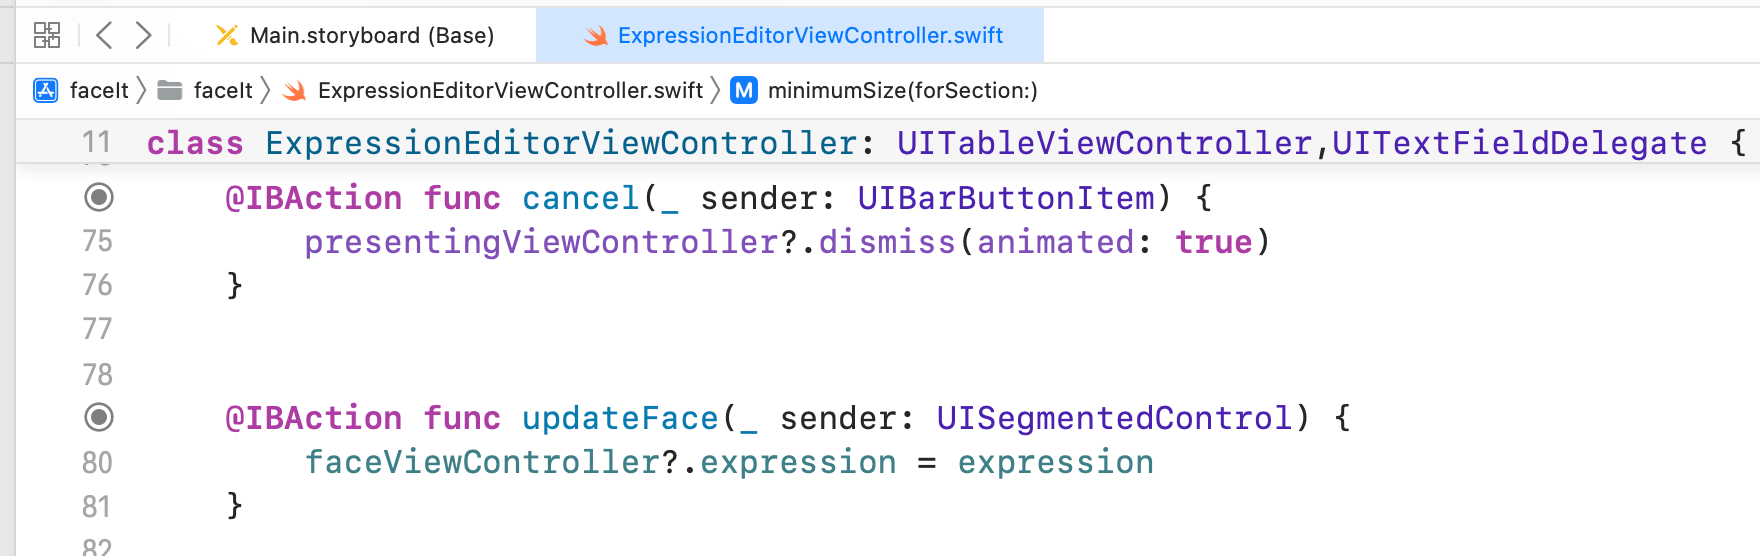 Main.storyboard (Base) ExpressionEditorViewController.swift
faceIt faceIt ExpressionEditorViewController.swift M minimumSize(forSection:)
11 class ExpressionEditorViewController: UITableViewController,UITextFieldDelegate {
@IBAction func cancel(_ sender: UIBarButtonItem) {
75 presentingViewController?.dismiss(animated: true)
76 }
77
78
@IBAction func updateFace(_ sender: UISegmentedControl) {
80 faceViewController?.expression = expression
81 }
82